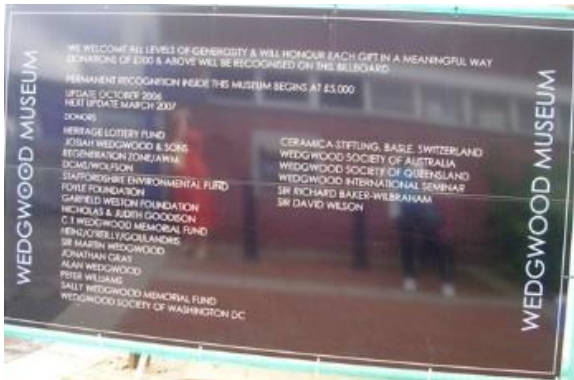 WEDGWOOD MUSEUM
WE WELCOME ALL LEVELS OF GENEROSITY & WILL HONOUR EACH GIFT IN A MEANINGFUL WAY
DONATIONS OF £100 & ABOVE WILL BE RECOGNISED ON THIS BILLBOARD
PERMANENT RECOGNITION INSIDE THIS MUSEUM BEGINS AT £5,000
UPDATE OCTOBER 2006
NEXT UPDATE MARCH 2007
DONORS
HERITAGE LOTTERY FUND
JOSIAH WEDGWOOD & SONS
REGENERATION ZONE/AWM
DCMS/WOLFSON
STAFFORDSHIRE ENVIRONMENTAL FUND
FOYLE FOUNDATION
GARFIELD WESTON FOUNDATION
NICHOLAS & JUDITH GOODISON
C T WEDGWOOD MEMORIAL FUND
HEINZ/O'REILLY/GOULANDRIS
SIR MARTIN WEDGWOOD
JONATHAN GRAY
ALAN WEDGWOOD
PETER WILLIAMS
SALLY WEDGWOOD MEMORIAL FUND
WEDGWOOD SOCIETY OF WASHINGTON DC
CERAMICA-STIFTUNG, BASLE, SWITZERLAND
WEDGWOOD SOCIETY OF AUSTRALIA
WEDGWOOD SOCIETY OF QUEENSLAND
WEDGWOOD INTERNATIONAL SEMINAR
SIR RICHARD BAKER-WILBRAHAM
SIR DAVID WILSON
WEDGWOOD MUSEUM